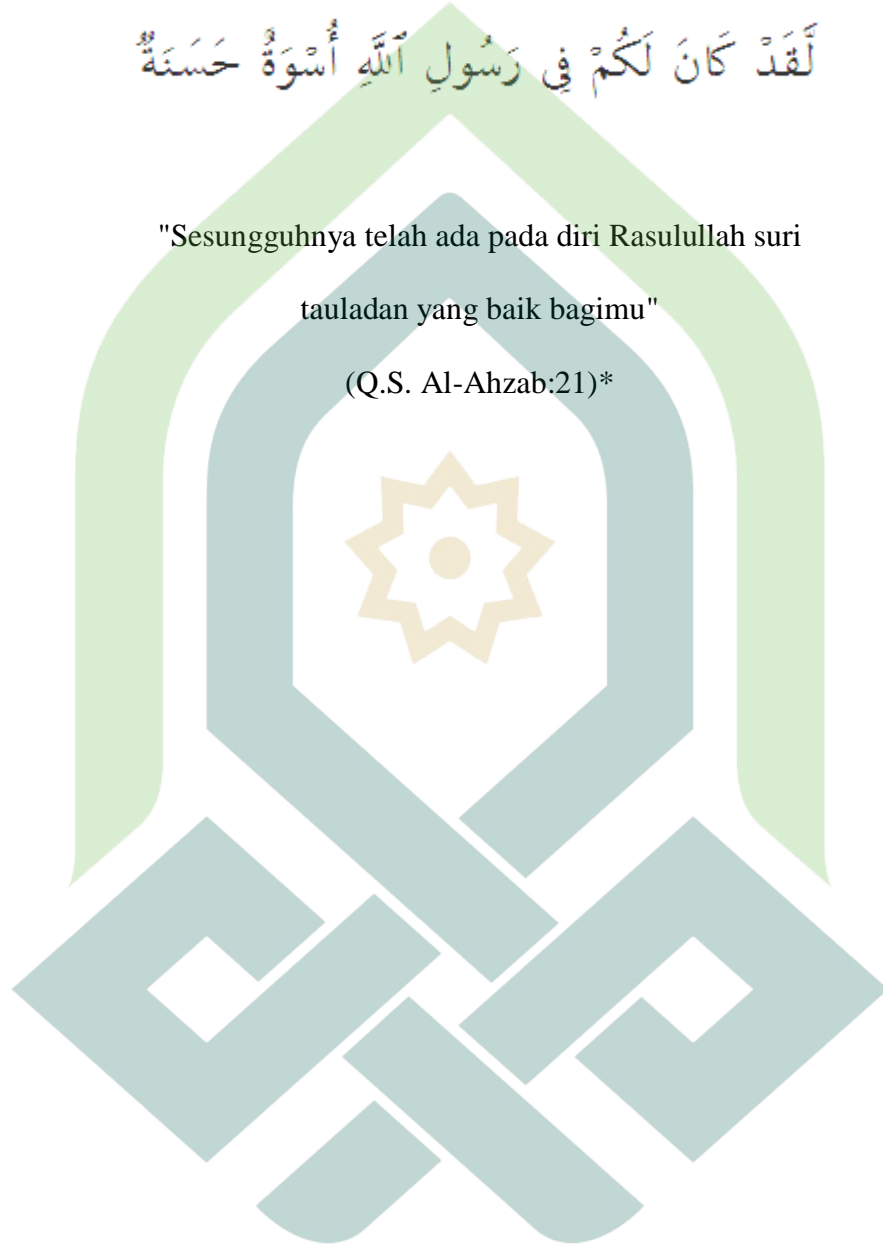 لَّقَدْ كَانَ لَكُمْ فِى رَسُولِ ٱللَّهِ أُسْوَةٌ حَسَنَةٌ
"Sesungguhnya telah ada pada diri Rasulullah suri
tauladan yang baik bagimu"
(Q.S. Al-Ahzab:21)*